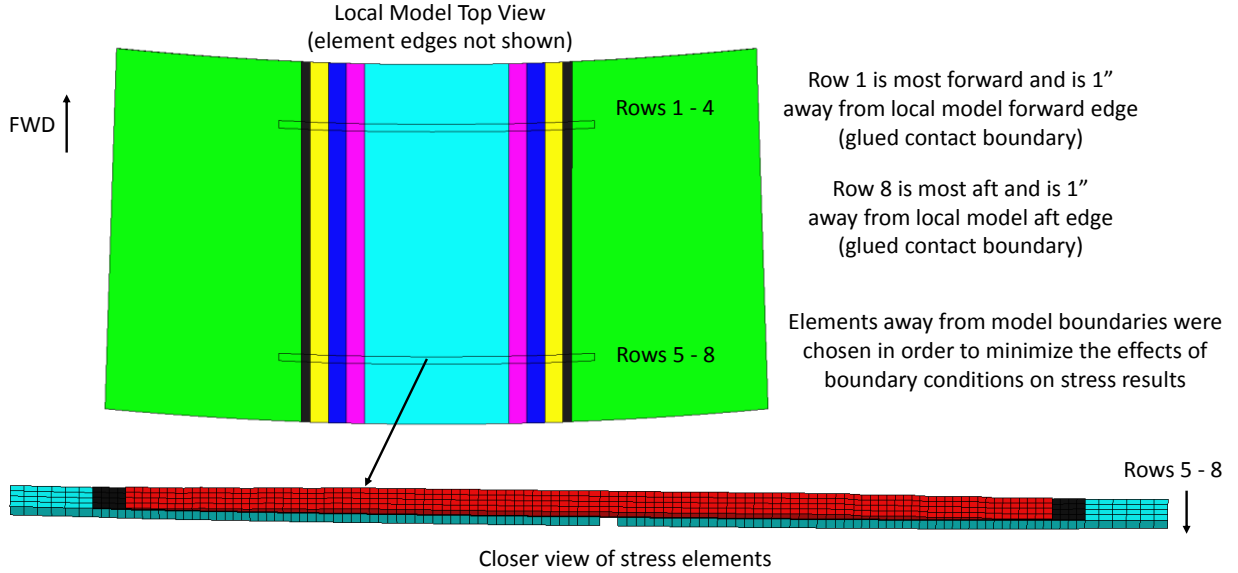 Local Model Top View
(element edges not shown)
FWD
Rows 1 - 4
Row 1 is most forward and is 1”
away from local model forward edge
(glued contact boundary)
Row 8 is most aft and is 1”
away from local model aft edge
(glued contact boundary)
Rows 5 - 8
Elements away from model boundaries were
chosen in order to minimize the effects of
boundary conditions on stress results
Rows 5 - 8
Closer view of stress elements